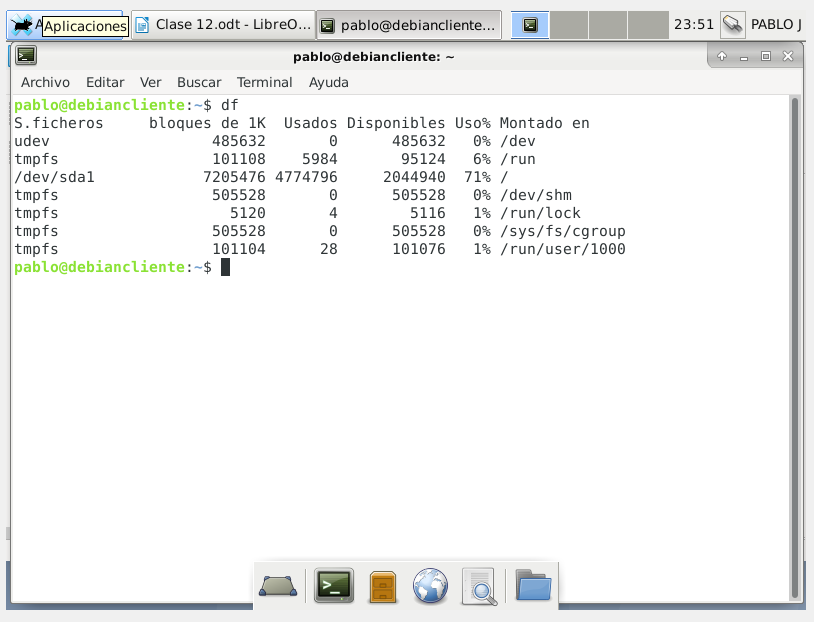 Aplicaciones
Clase 12.odt - LibreO...
pablo@debiancliente...
23:51
PABLO J
pablo@debiancliente: ~
Archivo Editar Ver Buscar Terminal Ayuda
pablo@debiancliente:~$ df
S.ficheros     bloques de 1K  Usados Disponibles Uso% Montado en
udev                  485632       0      485632   0% /dev
tmpfs                 101108    5984       95124   6% /run
/dev/sda1            7205476 4774796     2044940  71% /
tmpfs                 505528       0      505528   0% /dev/shm
tmpfs                   5120       4        5116   1% /run/lock
tmpfs                 505528       0      505528   0% /sys/fs/cgroup
tmpfs                 101104      28      101076   1% /run/user/1000
pablo@debiancliente:~$